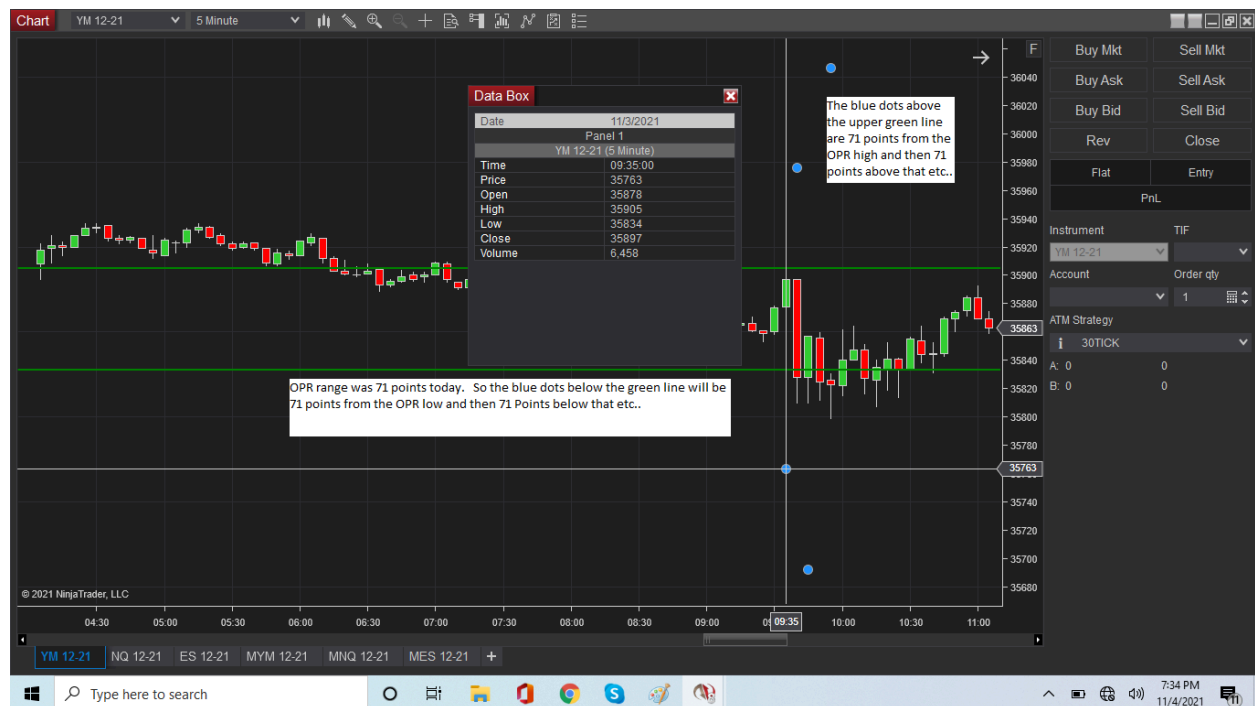 Chart YM 12-21 5 Minute
F
Buy Mkt Sell Mkt
Buy Ask Sell Ask
Buy Bid Sell Bid
Rev Close
Flat Entry
PnL
Instrument TIF
YM 12-21
Account Order qty
1
ATM Strategy
i 30TICK
A: 0 0
B: 0 0
Data Box
Date 11/3/2021
Panel 1
YM 12-21 (5 Minute)
Time 09:35:00
Price 35763
Open 35878
High 35905
Low 35834
Close 35897
Volume 6,458
The blue dots above
the upper green line
are 71 points from the
OPR high and then 71
points above that etc..
OPR range was 71 points today. So the blue dots below the green line will be
71 points from the OPR low and then 71 Points below that etc..
36040
36020
36000
35980
35960
35940
35920
35900
35880
35863
35840
35820
35800
35780
35763
35740
35720
35700
35680
© 2021 NinjaTrader, LLC
04:30 05:00 05:30 06:00 06:30 07:00 07:30 08:00 08:30 09:00 09:35 10:00 10:30 11:00
YM 12-21 NQ 12-21 ES 12-21 MYM 12-21 MNQ 12-21 MES 12-21 +
Type here to search
7:34 PM
11/4/2021